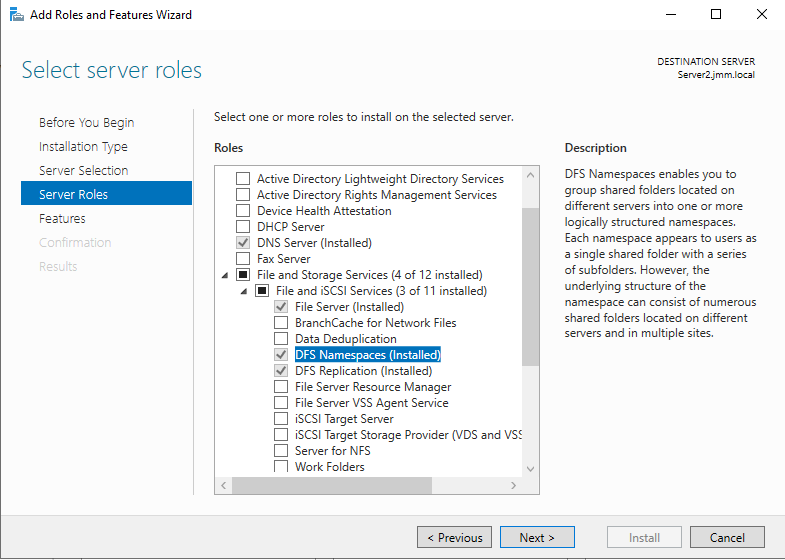 Add Roles and Features Wizard
Select server roles
DESTINATION SERVER
Server2.jmm.local
Before You Begin
Installation Type
Server Selection
Server Roles
Features
Confirmation
Results
Select one or more roles to install on the selected server.
Roles
Active Directory Lightweight Directory Services
Active Directory Rights Management Services
Device Health Attestation
DHCP Server
DNS Server (Installed)
Fax Server
File and Storage Services (4 of 12 installed)
File and iSCSI Services (3 of 11 installed)
File Server (Installed)
BranchCache for Network Files
Data Deduplication
DFS Namespaces (Installed)
DFS Replication (Installed)
File Server Resource Manager
File Server VSS Agent Service
iSCSI Target Server
iSCSI Target Storage Provider (VDS and VSS
Server for NFS
Work Folders
Description
DFS Namespaces enables you to
group shared folders located on
different servers into one or more
logically structured namespaces.
Each namespace appears to users as
a single shared folder with a series
of subfolders. However, the
underlying structure of the
namespace can consist of numerous
shared folders located on different
servers and in multiple sites.
< Previous
Next >
Install
Cancel